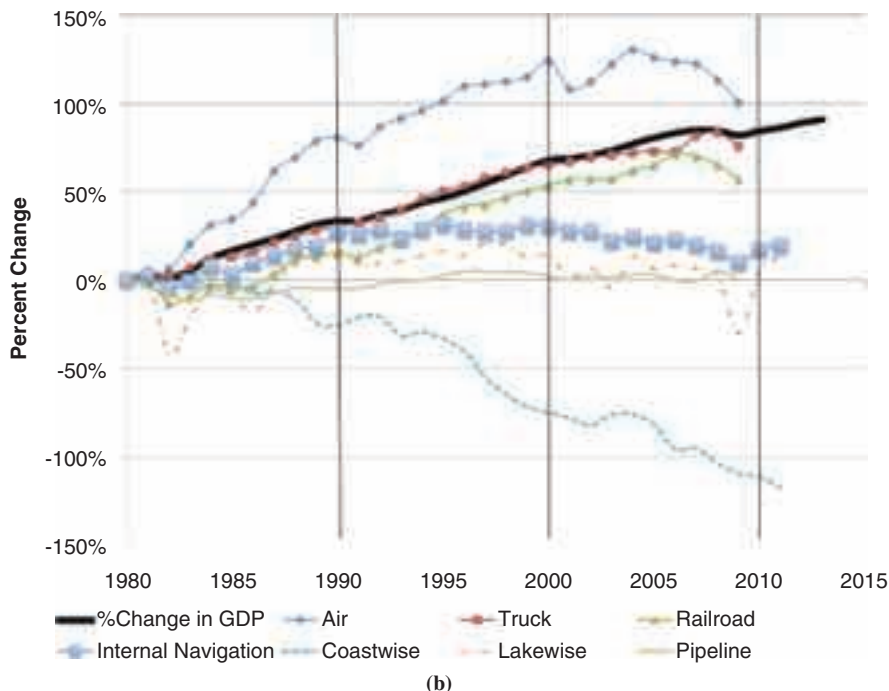 150%
100%
50%
0%
-50%
-100%
-150%
Percent Change
1980 1985 1990 1995 2000 2005 2010 2015
%Change in GDP Air Truck Railroad
Internal Navigation Coastwise Lakewise Pipeline
(b)